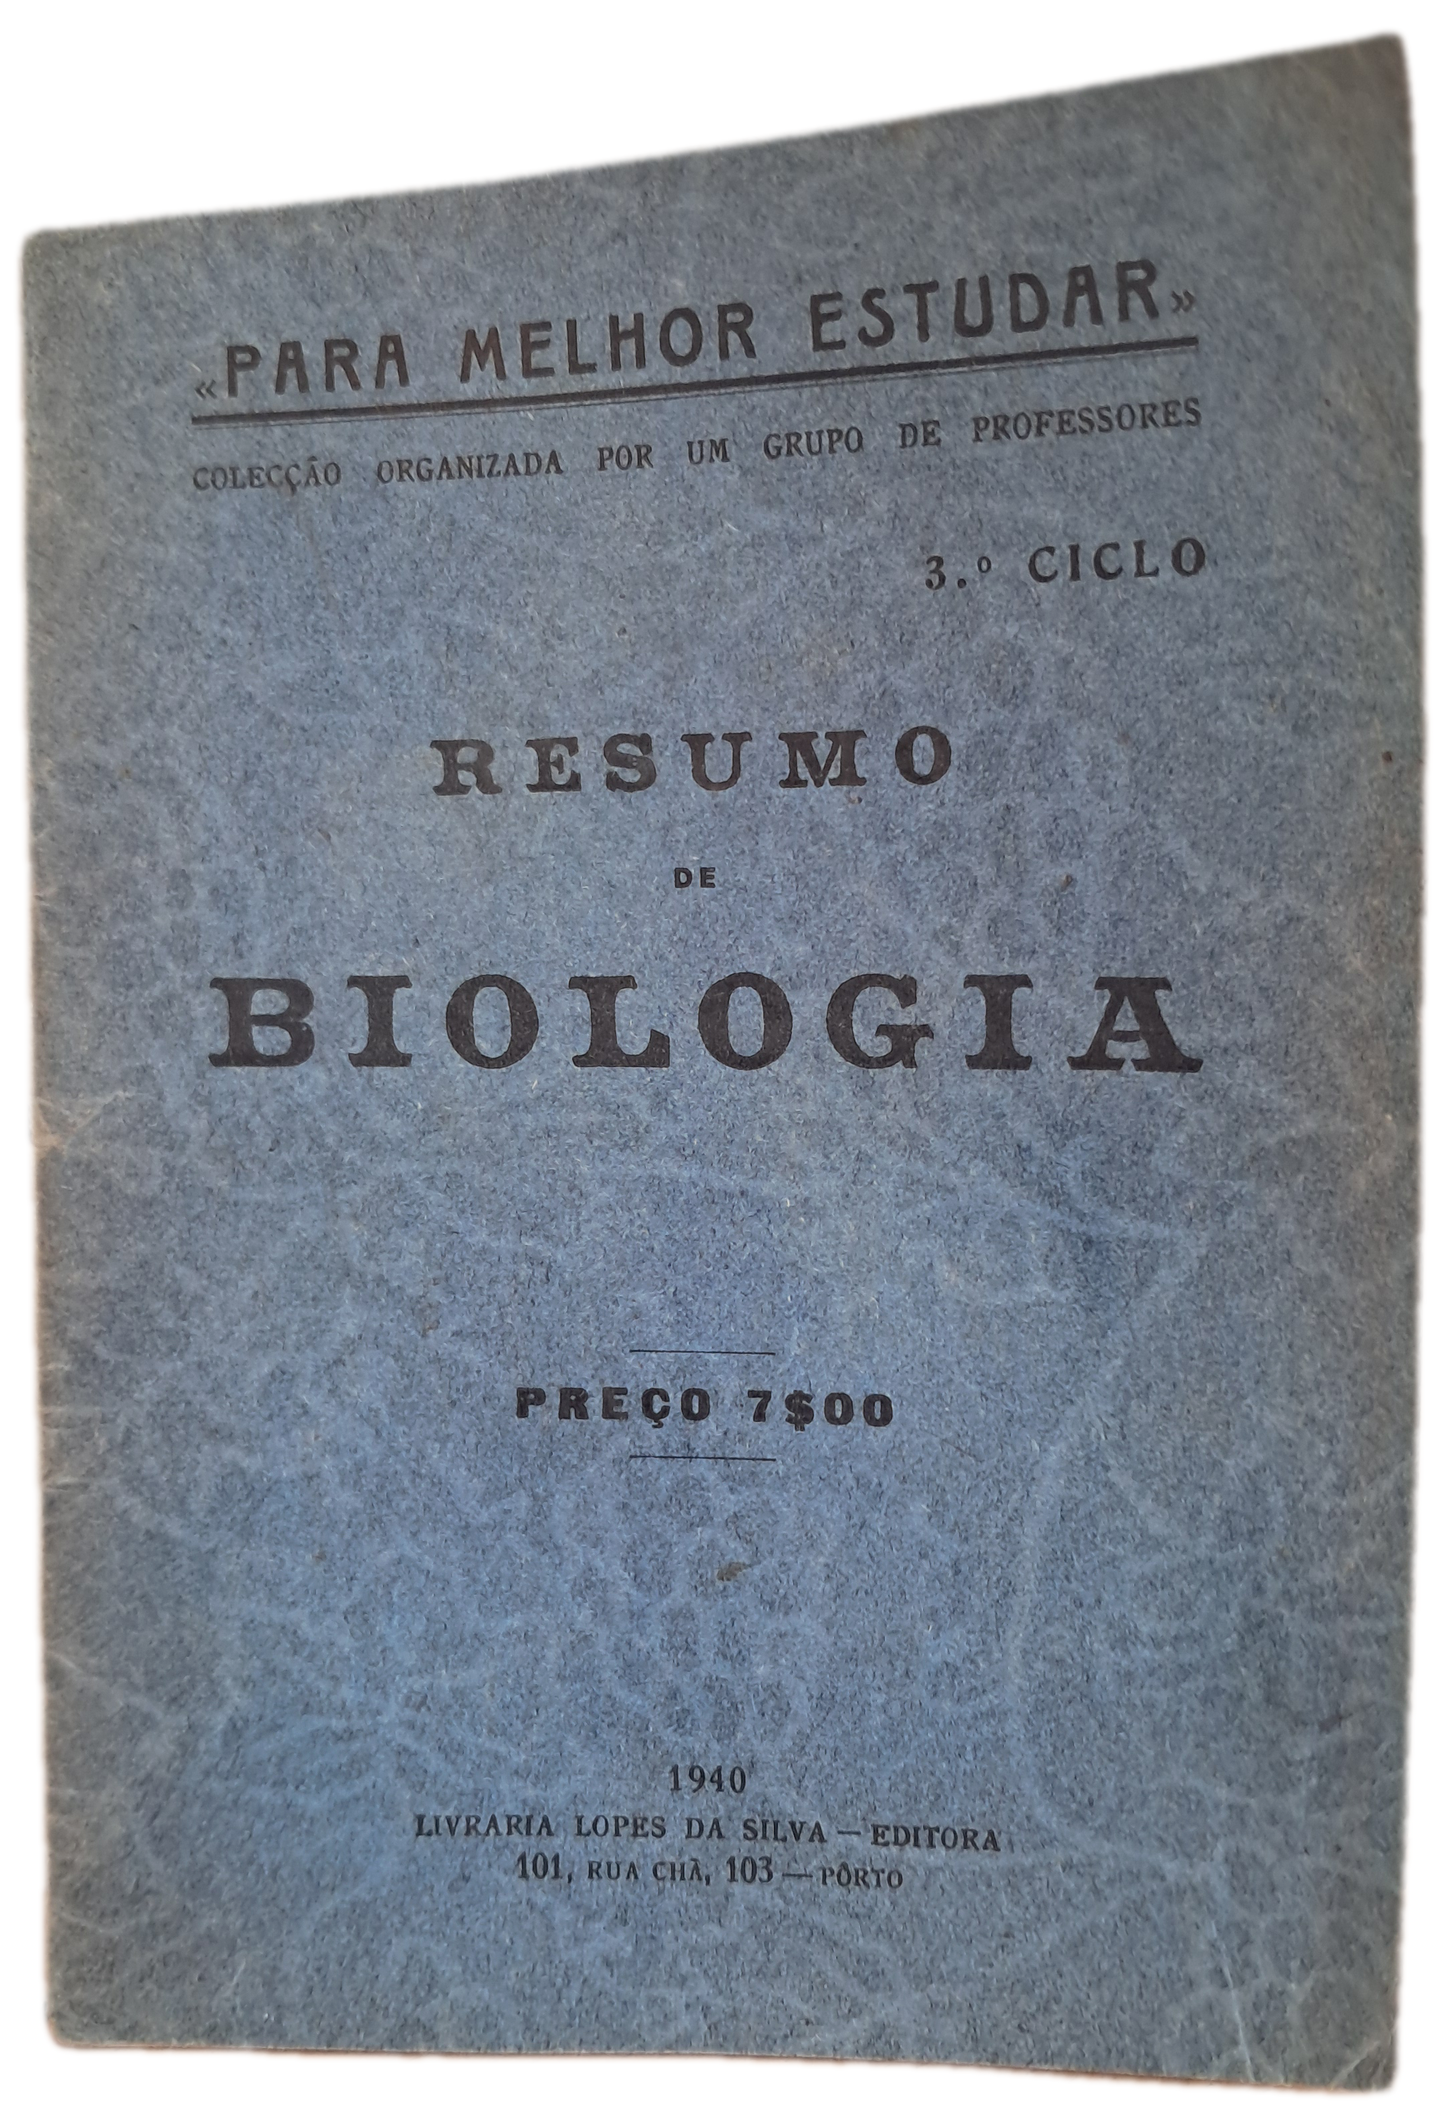 «PARA MELHOR ESTUDAR»
COLECÇÃO ORGANIZADA POR UM GRUPO DE PROFESSORES
3.º CICLO
RESUMO
DE
BIOLOGIA
PREÇO 7$00
1940
LIVRARIA LOPES DA SILVA — EDITORA
101, RUA CHÃ, 103 — PÔRTO